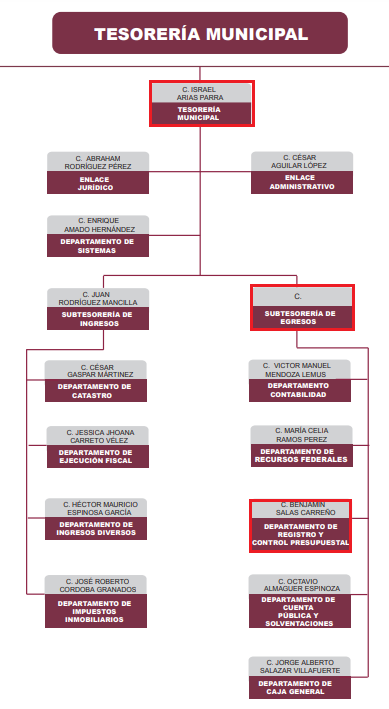 TESORERÍA MUNICIPAL
C. ISRAEL
ARIAS PARRA
TESORERÍA
MUNICIPAL
C. ABRAHAM
RODRÍGUEZ PÉREZ
ENLACE
JURÍDICO
C. CÉSAR
AGUILAR LÓPEZ
ENLACE
ADMINISTRATIVO
C. ENRIQUE
AMADO HERNÁNDEZ
DEPARTAMENTO DE
SISTEMAS
C. JUAN
RODRÍGUEZ MANCILLA
SUBTESORERÍA DE
INGRESOS
C.
SUBTESORERÍA DE
EGRESOS
C. CÉSAR
GASPAR MÁRTINEZ
DEPARTAMENTO DE
CATASTRO
C. VICTOR MANUEL
MENDOZA LEMUS
DEPARTAMENTO
CONTABILIDAD
C. JESSICA JHOANA
CARRETO VÉLEZ
DEPARTAMENTO DE
EJECUCIÓN FISCAL
C. MARÍA CELIA
RAMOS PEREZ
DEPARTAMENTO DE
RECURSOS FEDERALES
C. HÉCTOR MAURICIO
ESPINOSA GARCÍA
DEPARTAMENTO DE
INGRESOS DIVERSOS
C. BENJAMIN
SALAS CARREÑO
DEPARTAMENTO DE
REGISTRO Y
CONTROL PRESUPUESTAL
C. JOSÉ ROBERTO
CORDOBA GRANADOS
DEPARTAMENTO DE
IMPUESTOS
INMOBILIARIOS
C. OCTAVIO
ALMAGUER ESPINOZA
DEPARTAMENTO DE
CUENTA
PÚBLICA Y
SOLVENTACIONES
C. JORGE ALBERTO
SALAZAR VILLAFUERTE
DEPARTAMENTO DE
CAJA GENERAL